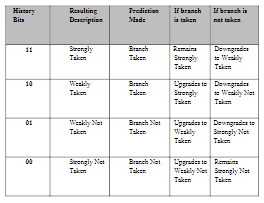 History Bits
Resulting Description
Prediction Made
If branch is taken
If branch is not taken
11
Strongly Taken
Branch Taken
Remains Strongly Taken
Downgrades to Weakly Taken
10
Weakly Taken
Branch Taken
Upgrades to Strongly Taken
Downgrades to Weakly Not Taken
01
Weakly Not Taken
Branch Not Taken
Upgrades to Weakly Taken
Downgrades to Strongly Not Taken
00
Strongly Not Taken
Branch Not Taken
Upgrades to Weakly Not Taken
Remains Strongly Not Taken